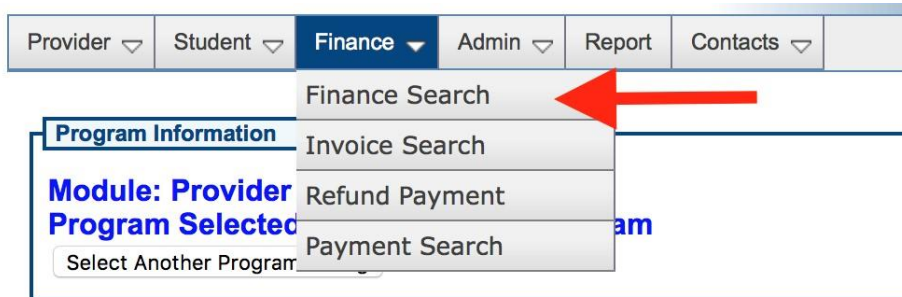 Provider Student Finance Admin Report Contacts
Finance Search
Program Information
Invoice Search
Module: Provider
Refund Payment
Program Selected am
Payment Search
Select Another Program